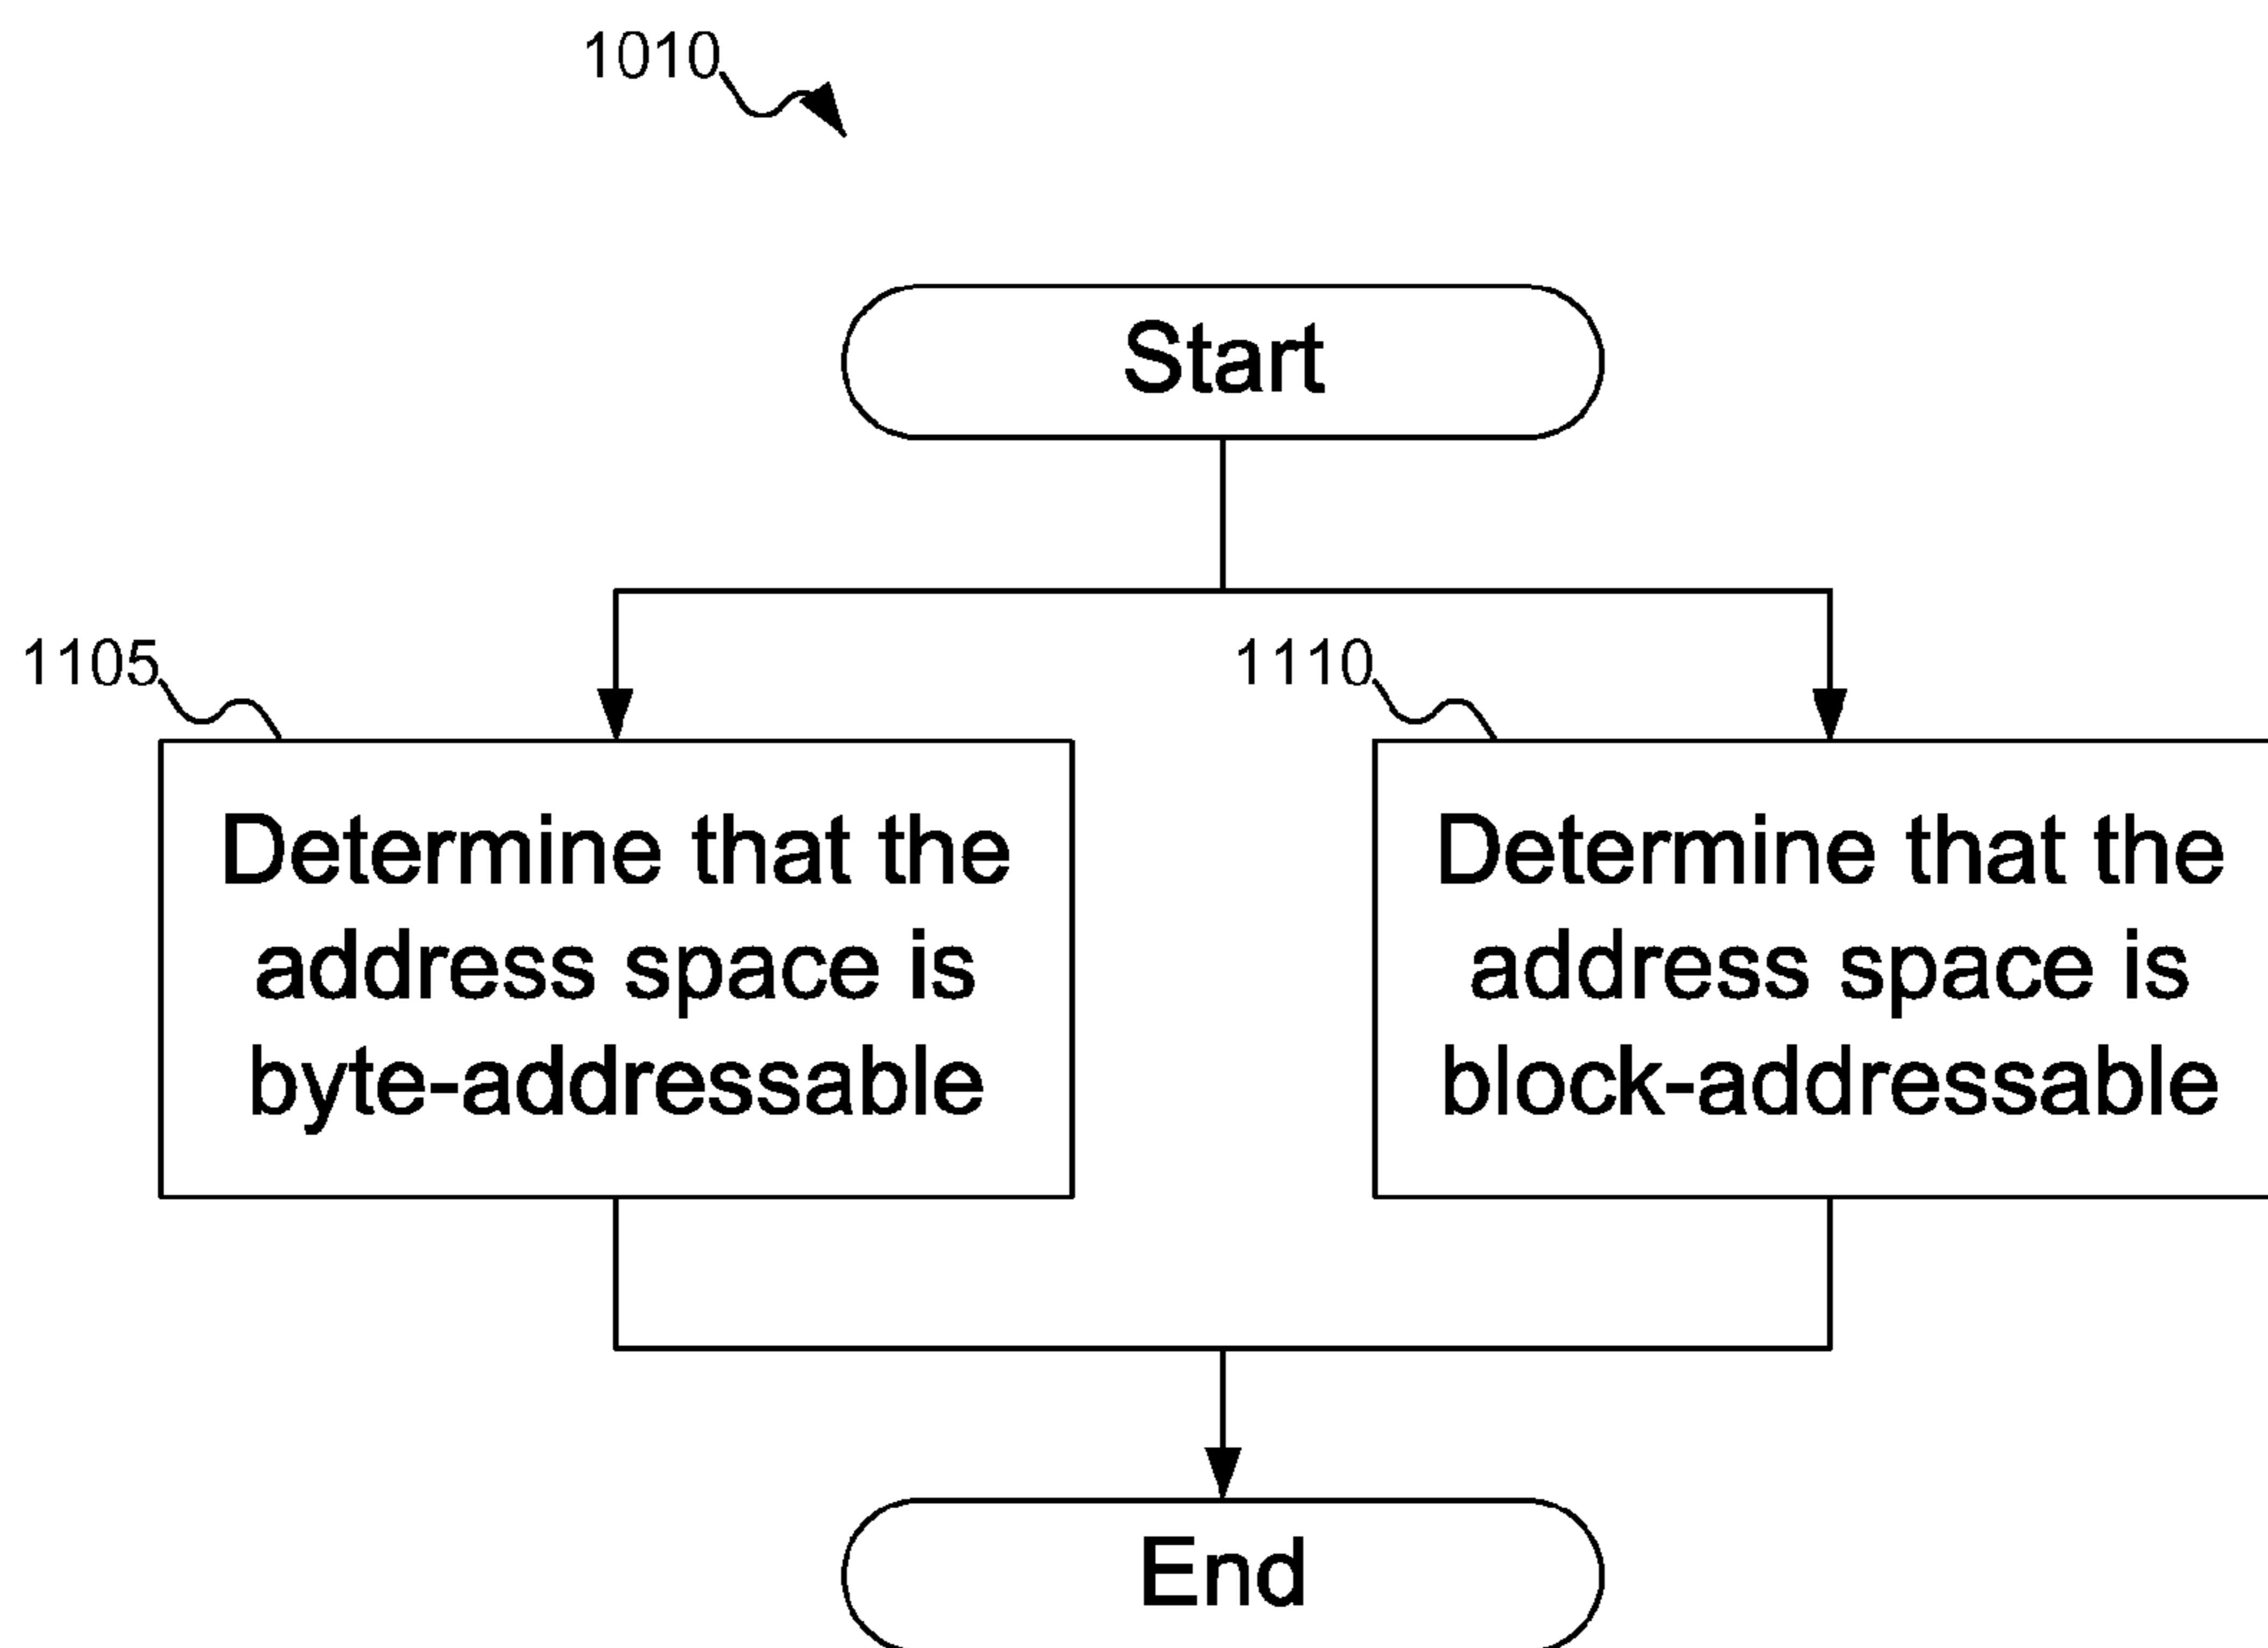 1010
Start
1105
1110
Determine that the
address space is
byte-addressable
Determine that the
address space is
block-addressable
End